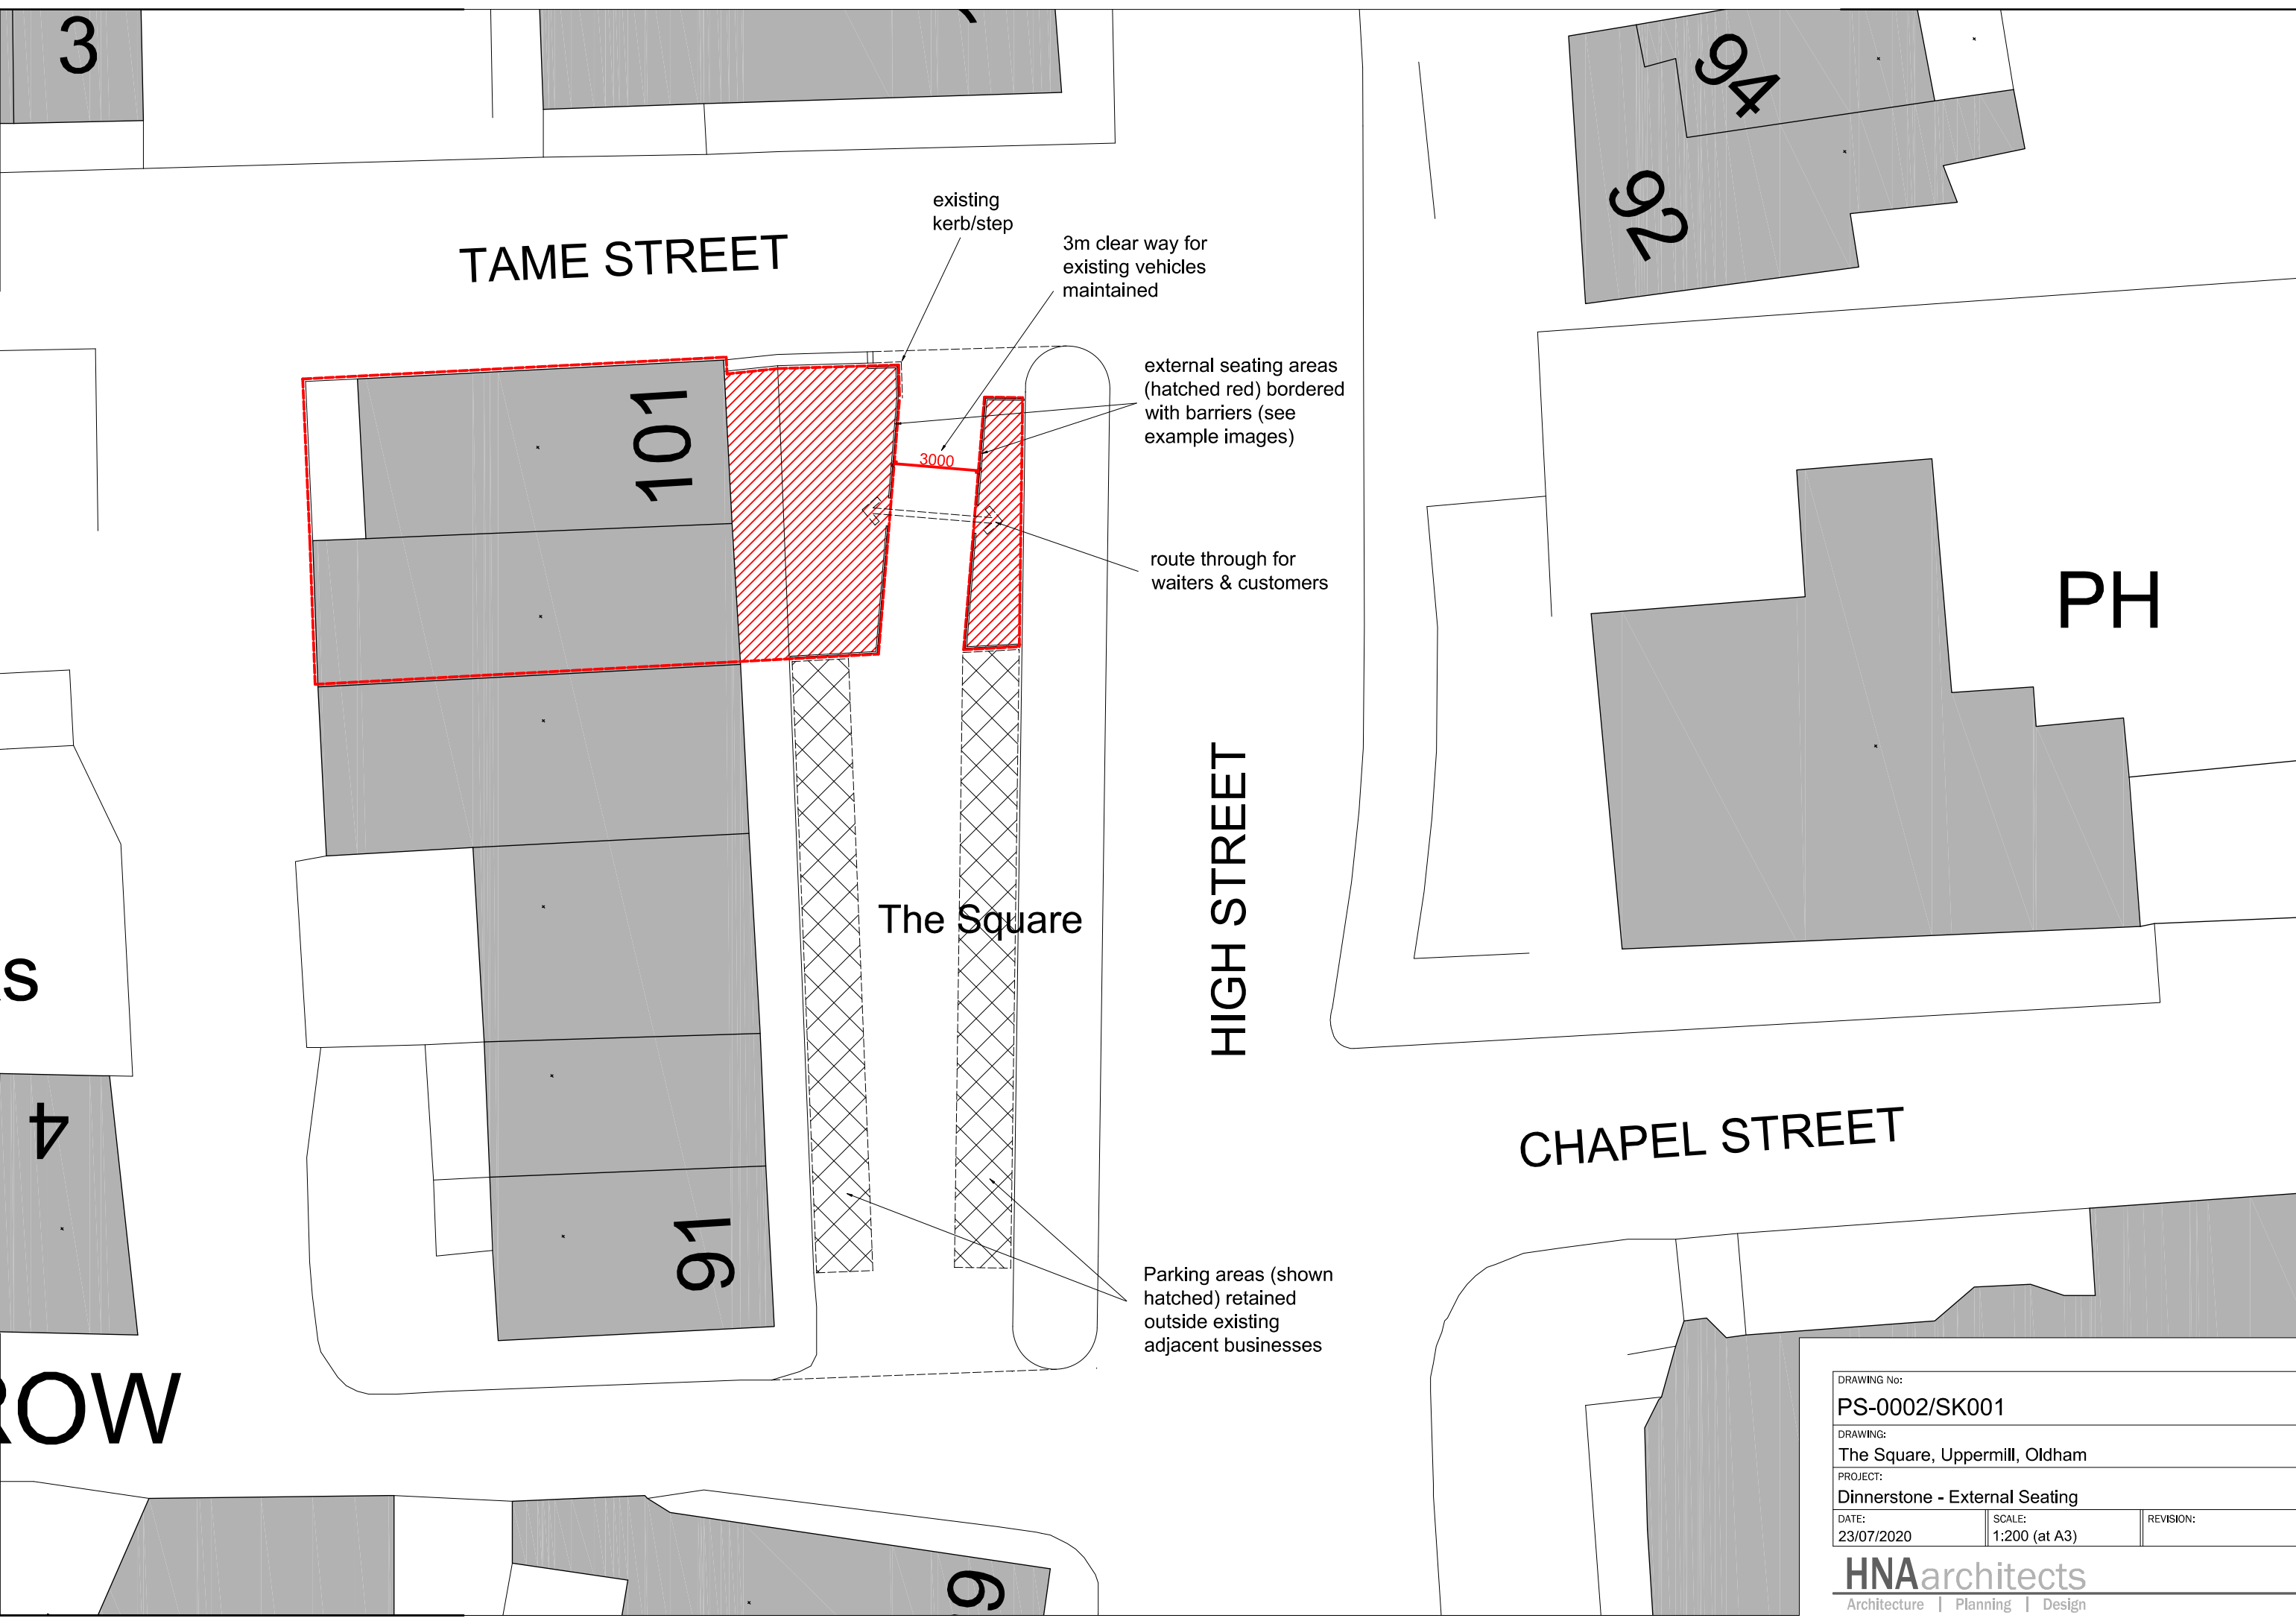 3
94
92
TAME STREET
existing
kerb/step
3m clear way for
existing vehicles
maintained
external seating areas
(hatched red) bordered
with barriers (see
example images)
101
3000
route through for
waiters & customers
PH
The Square
HIGH STREET
s
4
CHAPEL STREET
91
Parking areas (shown
hatched) retained
outside existing
adjacent businesses
ROW
DRAWING No:
PS-0002/SK001
DRAWING:
The Square, Uppermill, Oldham
PROJECT:
Dinnerstone - External Seating
DATE:
23/07/2020
SCALE:
1:200 (at A3)
REVISION:
HNAarchitects
Architecture | Planning | Design